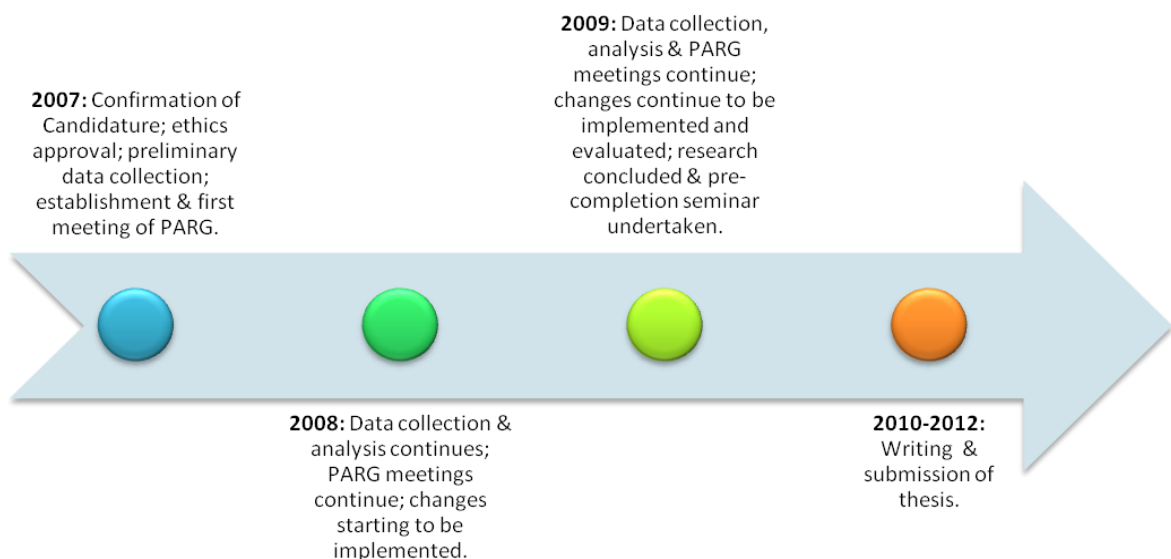 2007: Confirmation of
Candidature; ethics
approval; preliminary
data collection;
establishment & first
meeting of PARG.
2008: Data collection &
analysis continues;
PARG meetings
continue; changes
starting to be
implemented.
2009: Data collection,
analysis & PARG
meetings continue;
changes continue to be
implemented and
evaluated; research
concluded & pre-
completion seminar
undertaken.
2010-2012:
Writing &
submission of
thesis.